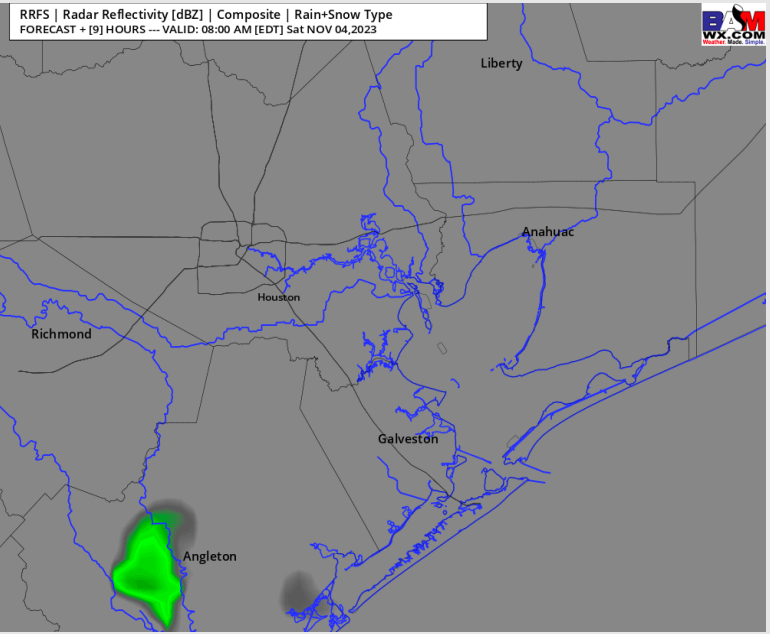 RRFS | Radar Reflectivity [dBZ] | Composite | Rain+Snow Type
FORECAST + [9] HOURS --- VALID: 08:00 AM [EDT] Sat NOV 04,2023
BAM
WX.COM
Weather. Made. Simple.
Liberty
Anahuac
Houston
Richmond
Galveston
Angleton